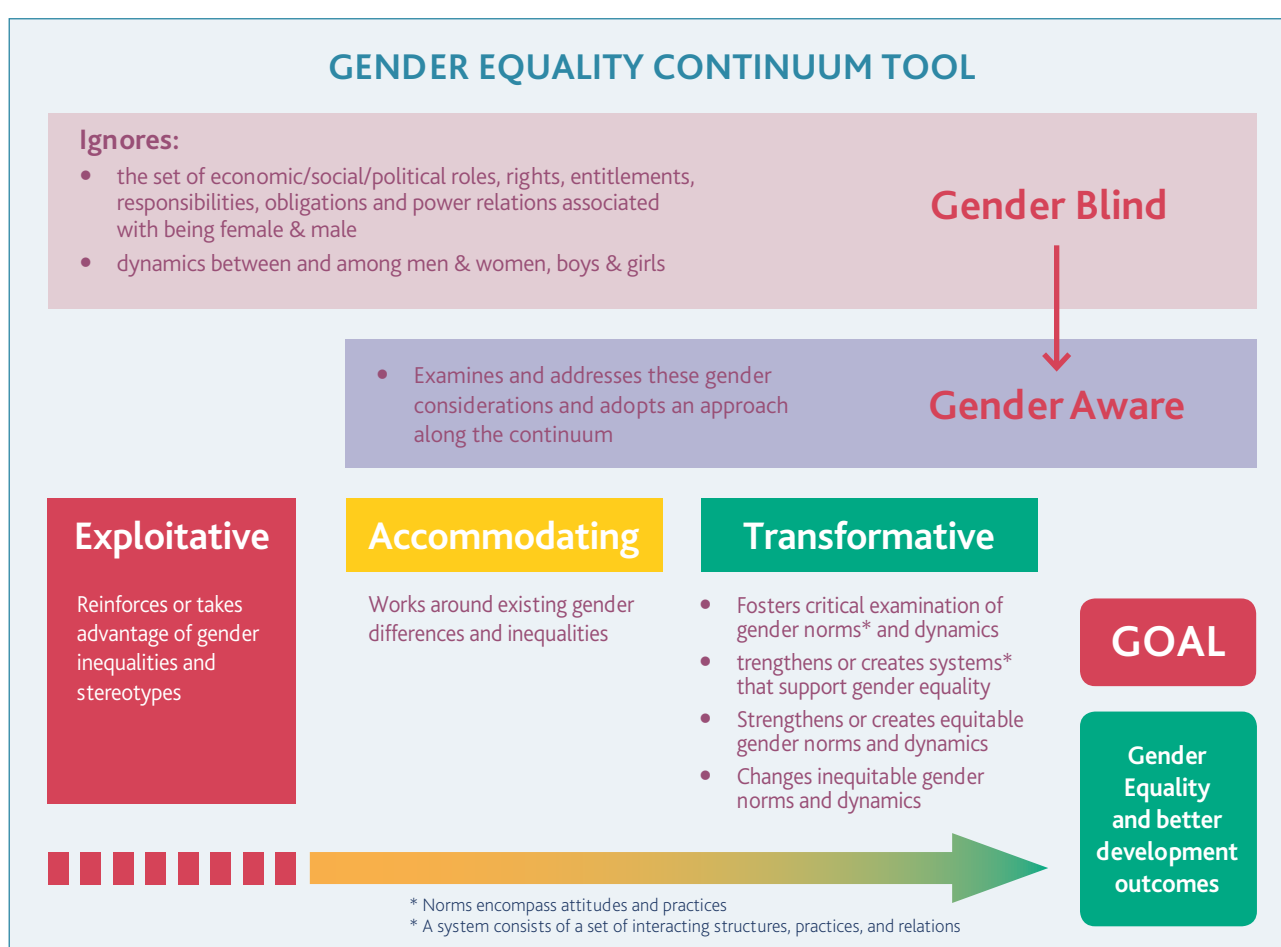 GENDER EQUALITY CONTINUUM TOOL
Ignores:
• the set of economic/social/political roles, rights, entitlements,
responsibilities, obligations and power relations associated
with being female & male
• dynamics between and among men & women, boys & girls
Gender Blind
• Examines and addresses these gender
considerations and adopts an approach
along the continuum
Gender Aware
Exploitative
Reinforces or takes
advantage of gender
inequalities and
stereotypes
Accommodating
Works around existing gender
differences and inequalities
Transformative
• Fosters critical examination of
gender norms* and dynamics
• trengthens or creates systems*
that support gender equality
• Strengthens or creates equitable
gender norms and dynamics
• Changes inequitable gender
norms and dynamics
GOAL
Gender
Equality
and better
development
outcomes
* Norms encompass attitudes and practices
* A system consists of a set of interacting structures, practices, and relations